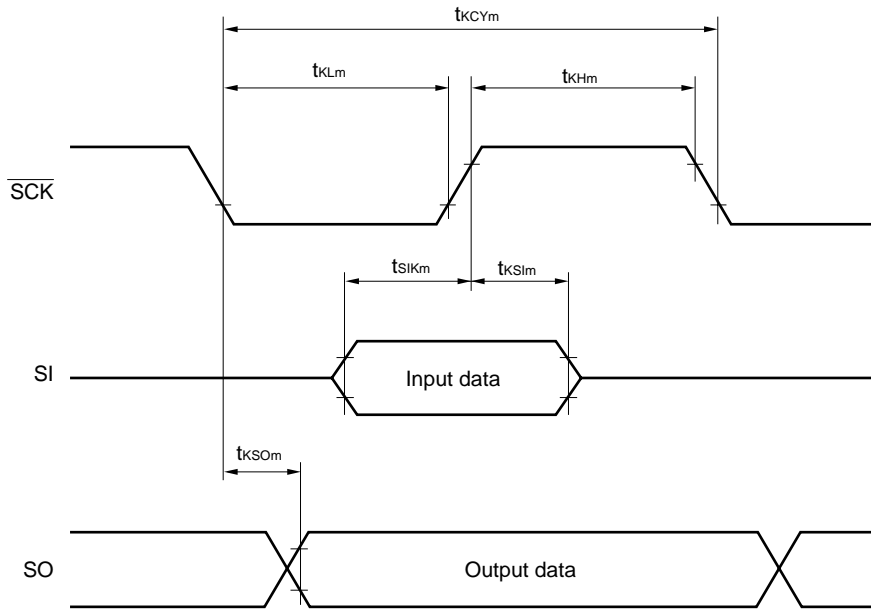 tKCYm
tKLm
tKHm
SCK
tSIKm
tKSIm
SI
Input data
tKSOm
SO
Output data